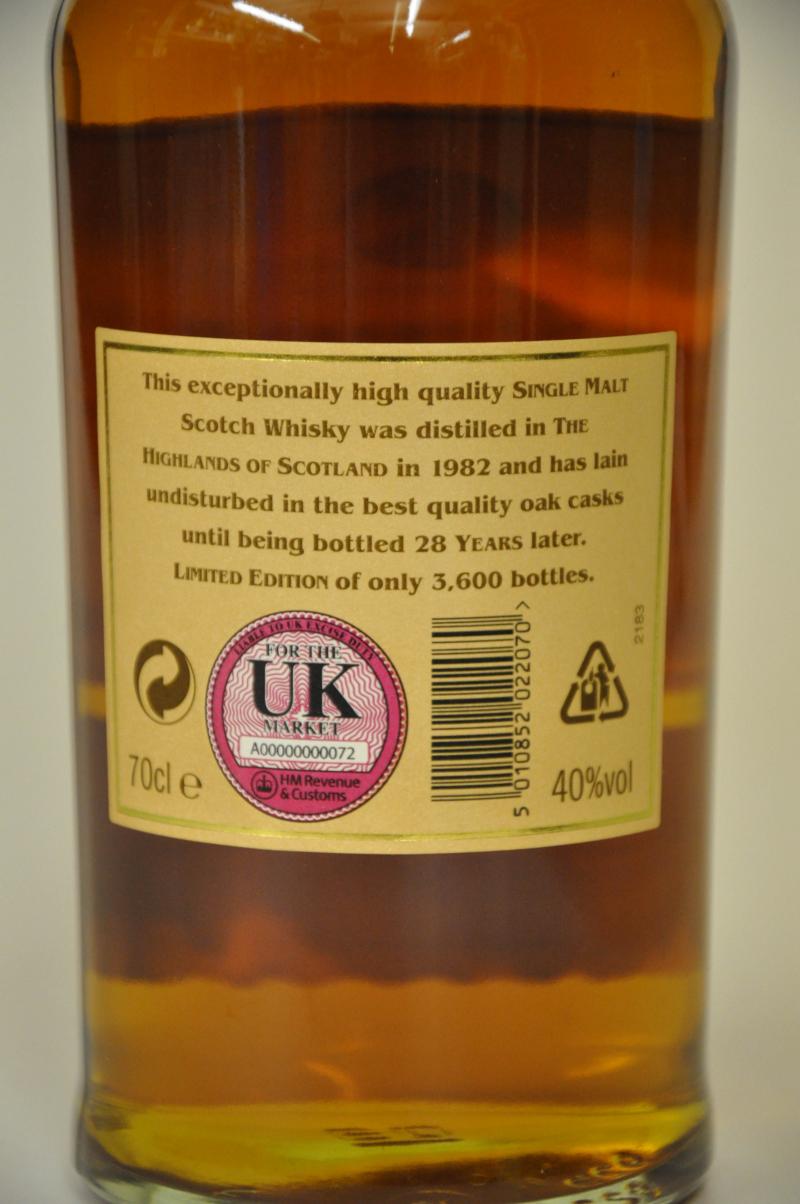 This exceptionally high quality SINGLE MALT
Scotch Whisky was distilled in THE
HIGHLANDS OF SCOTLAND in 1982 and has lain
undisturbed in the best quality oak casks
until being bottled 28 YEARS later.
LIMITED EDITION of only 3,600 bottles.
LIABLE TO UK EXCISE DUTY
FOR THE
UK
MARKET
A00000000072
HM Revenue
& Customs
70cl e
5 010852 022070 >
2183
40%vol